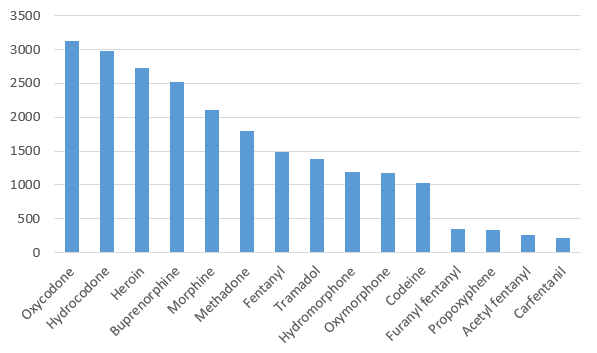 3500
3000
2500
2000
1500
1000
500
0
Oxycodone
Hydrocodone
Heroin
Buprenorphine
Morphine
Methadone
Fentanyl
Tramadol
Hydromorphone
Oxymorphone
Codeine
Furanyl fentanyl
Propoxyphene
Acetyl fentanyl
Carfentanil